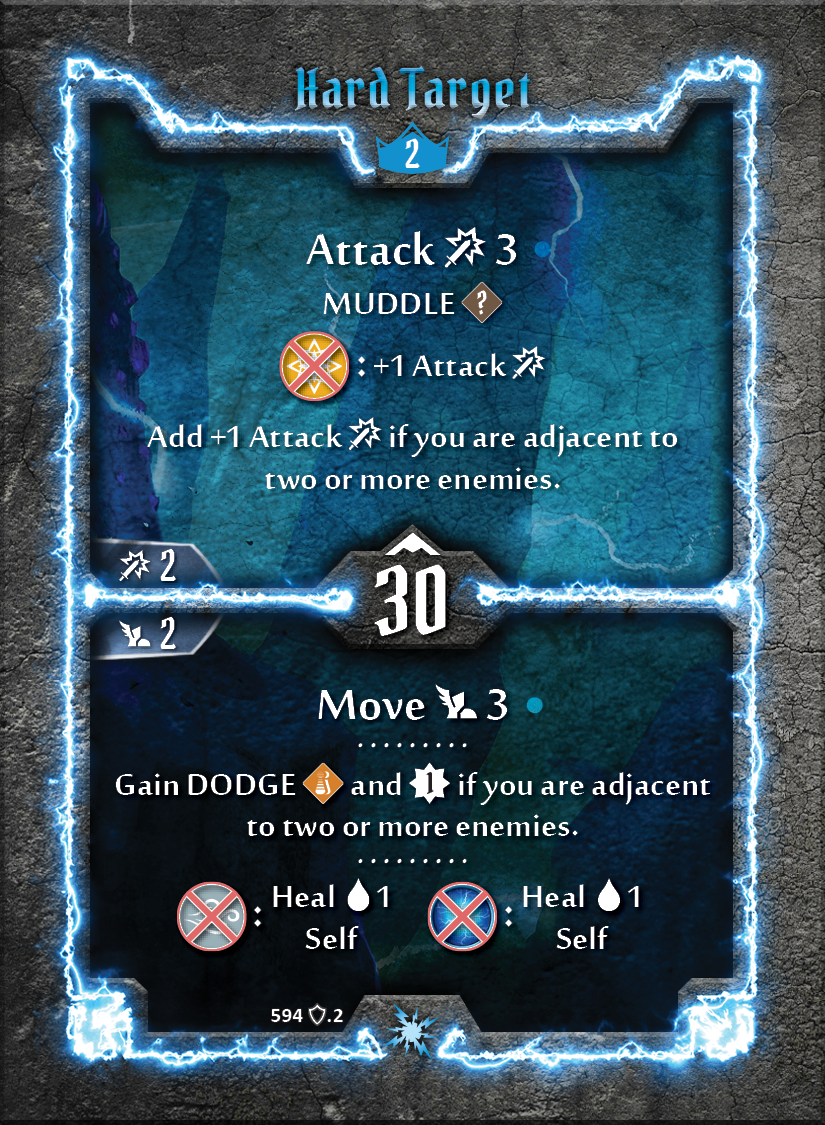 Hard Target
2
Attack 3
MUDDLE ?
: +1 Attack
Add +1 Attack if you are adjacent to
two or more enemies.
2
30
2
Move 3
Gain DODGE and 1 if you are adjacent
to two or more enemies.
: Heal 1 Self
: Heal 1 Self
594 .2